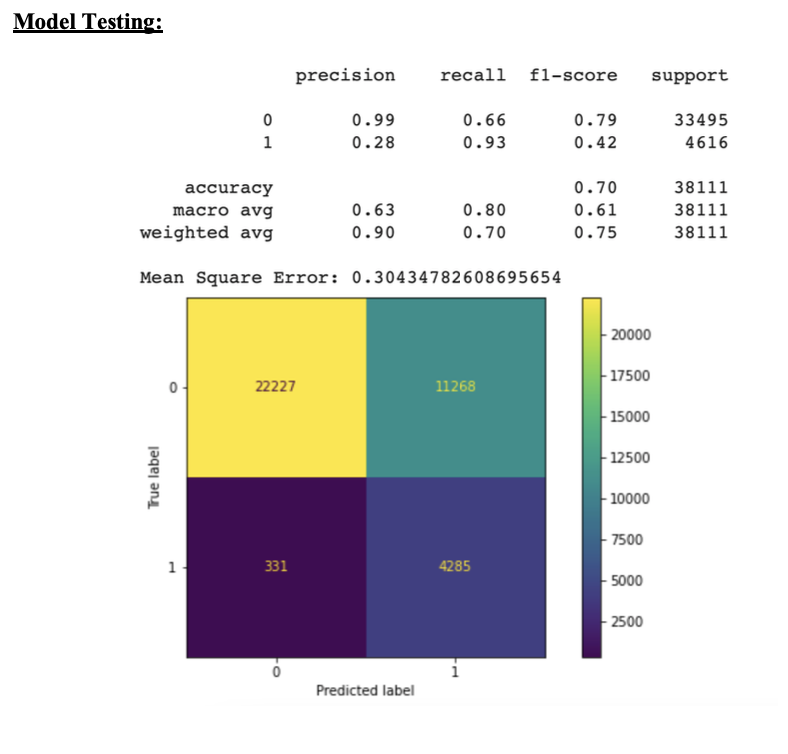 Model Testing:
precision recall f1-score support
0 0.99 0.66 0.79 33495
1 0.28 0.93 0.42 4616
accuracy 0.70 38111
macro avg 0.63 0.80 0.61 38111
weighted avg 0.90 0.70 0.75 38111
Mean Square Error: 0.30434782608695654
20000
17500
15000
12500
10000
7500
5000
2500
True label
0
22227 11268
1
331 4285
0 1
Predicted label